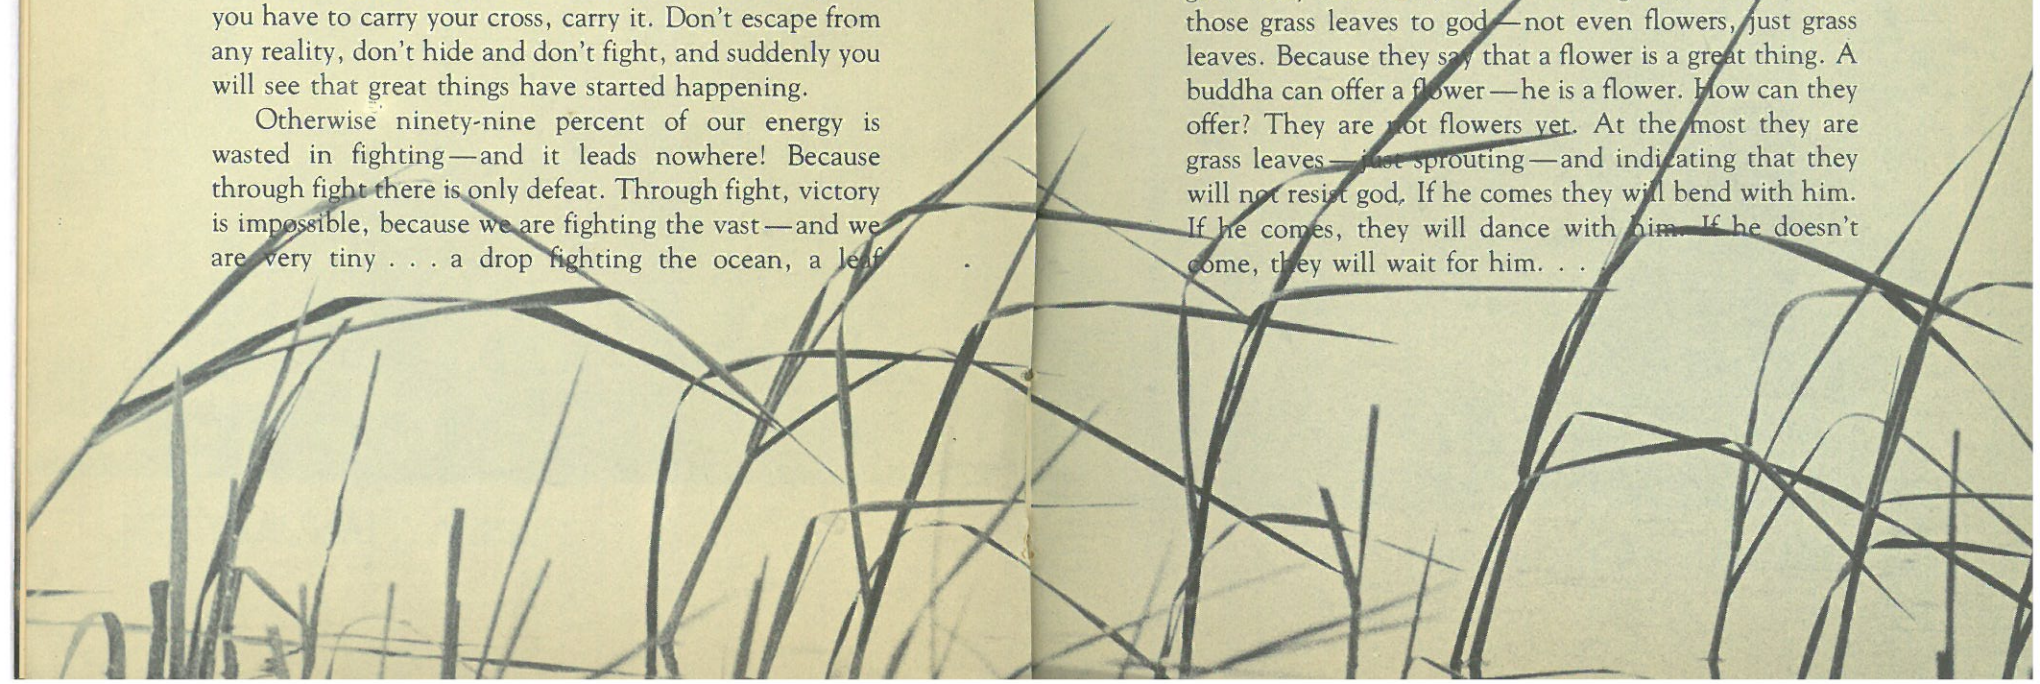 you have to carry your cross, carry it. Don't escape from
any reality, don't hide and don't fight, and suddenly you
will see that great things have started happening.
Otherwise ninety-nine percent of our energy is
wasted in fighting—and it leads nowhere! Because
through fight there is only defeat. Through fight, victory
is impossible, because we are fighting the vast—and we
are very tiny . . . a drop fighting the ocean, a leaf
those grass leaves to god—not even flowers, just grass
leaves. Because they say that a flower is a great thing. A
buddha can offer a flower—he is a flower. How can they
offer? They are not flowers yet. At the most they are
grass leaves—just sprouting—and indicating that they
will not resist god. If he comes they will bend with him.
If he comes, they will dance with him. If he doesn't
come, they will wait for him. . . .